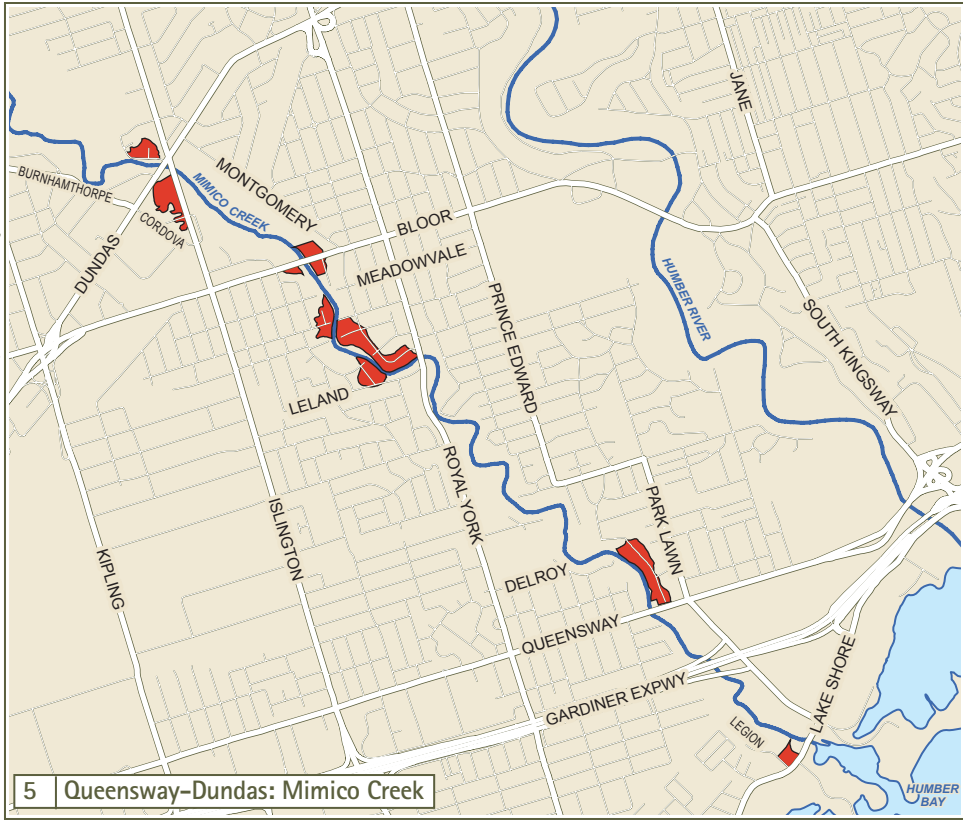 JANE
BURNHAMTHORPE
MONTGOMERY
MIMICO CREEK
CORDOVA
BLOOR
DUNDAS
MEADOWVALE
HUMBER RIVER
PRINCE EDWARD
SOUTH KINGSWAY
LELAND
ROYAL YORK
ISLINGTON
PARK LAWN
KIPLING
DELROY
QUEENSWAY
GARDINER EXPWY
LAKE SHORE
LEGION
HUMBER
BAY
5 Queensway-Dundas: Mimico Creek